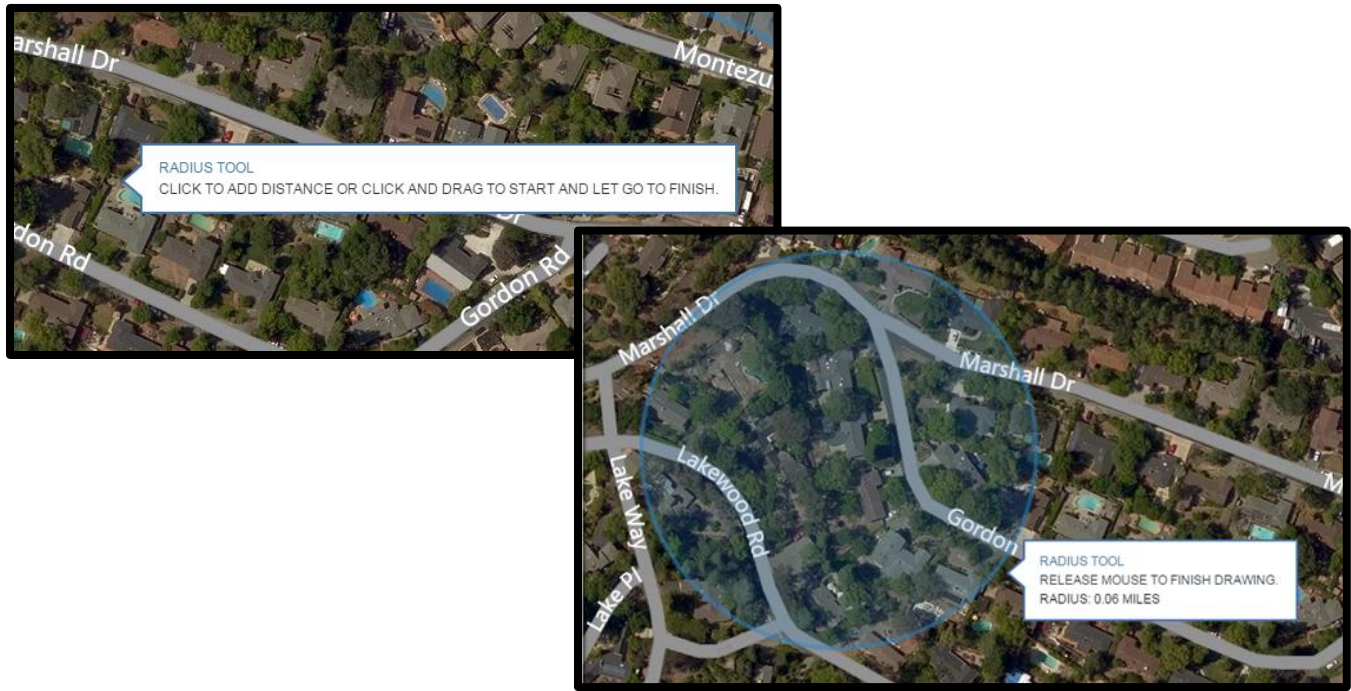 arshall Dr
Montezu
RADIUS TOOL
CLICK TO ADD DISTANCE OR CLICK AND DRAG TO START AND LET GO TO FINISH.
Dr
don Rd
Gordon Rd
Marshall Dr
Marshall Dr
Lakewood Rd
Lake Way
M
Gordon
RADIUS TOOL
RELEASE MOUSE TO FINISH DRAWING.
RADIUS: 0.06 MILES
Lake Pl